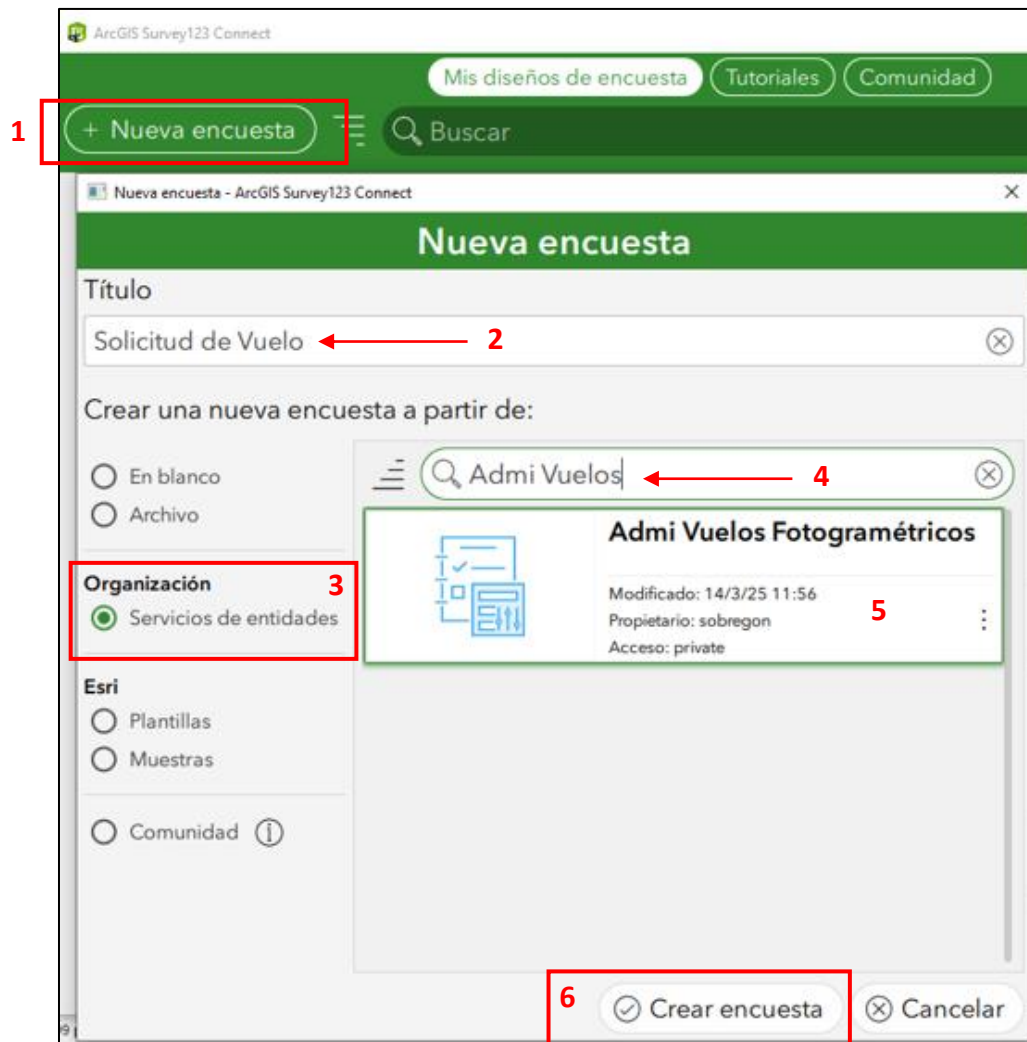 ArcGIS Survey123 Connect
Mis diseños de encuesta Tutoriales Comunidad
1 + Nueva encuesta Buscar
Nueva encuesta - ArcGIS Survey123 Connect
Nueva encuesta
Título
Solicitud de Vuelo 2
Crear una nueva encuesta a partir de:
En blanco
Archivo
Organización 3
Servicios de entidades
Esri
Plantillas
Muestras
Comunidad
Admi Vuelos 4
Admi Vuelos Fotogramétricos
Modificado: 14/3/25 11:56
Propietario: sobregon 5
Acceso: private
6 Crear encuesta Cancelar